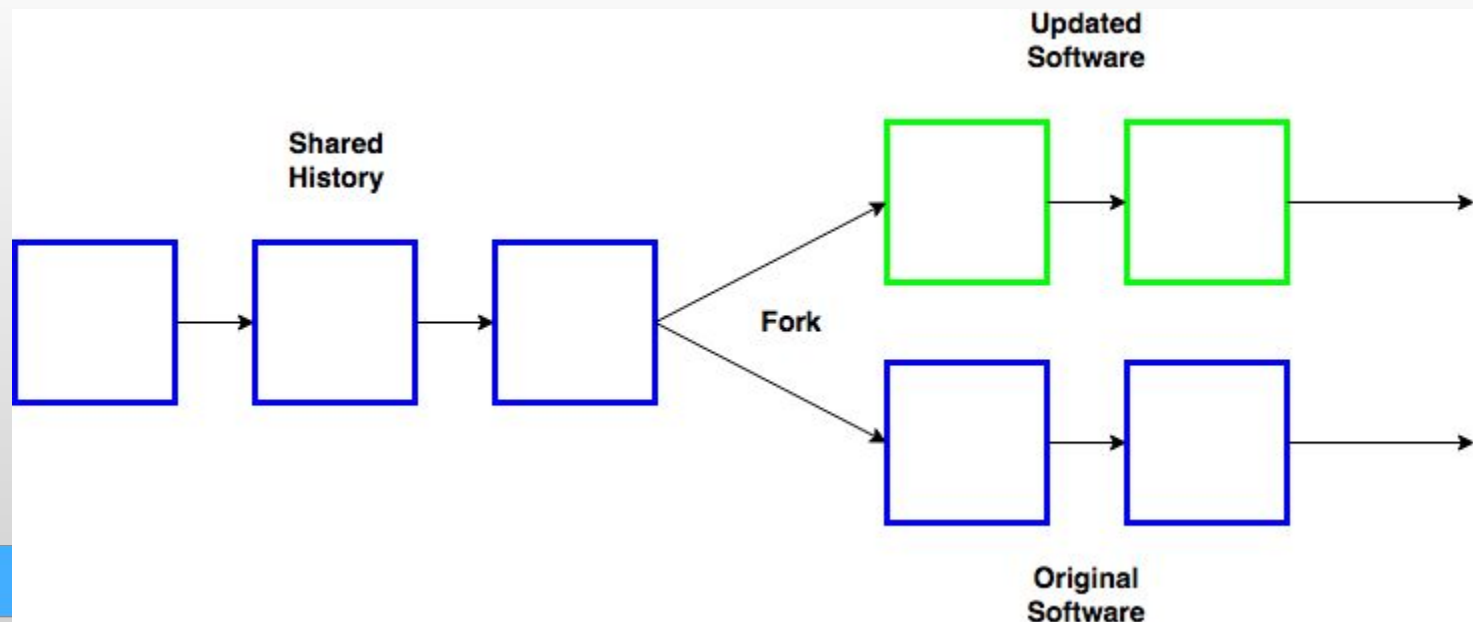 Updated
Software
Shared
History
Fork
Original
Software